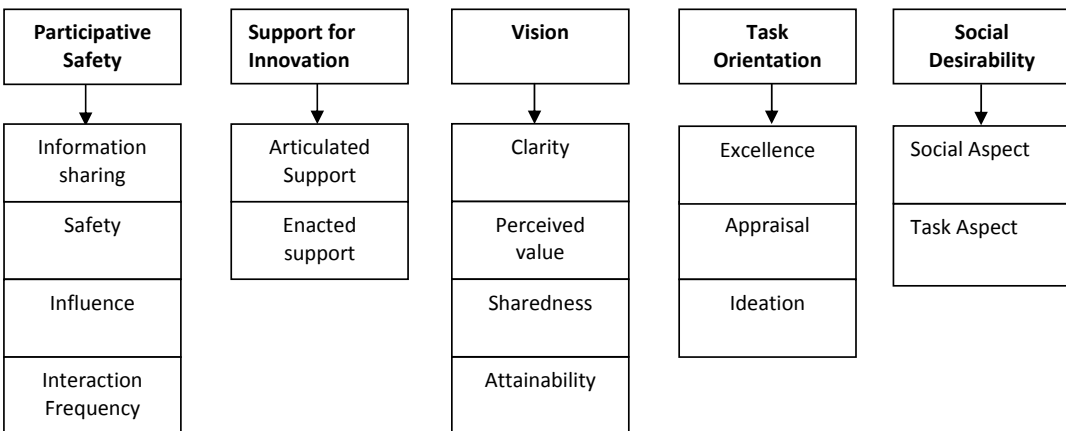 Participative
Safety
Support for
Innovation
Vision
Task
Orientation
Social
Desirability
Information
sharing
Safety
Influence
Interaction
Frequency
Articulated
Support
Enacted
support
Clarity
Perceived
value
Sharedness
Attainability
Excellence
Appraisal
Ideation
Social Aspect
Task Aspect